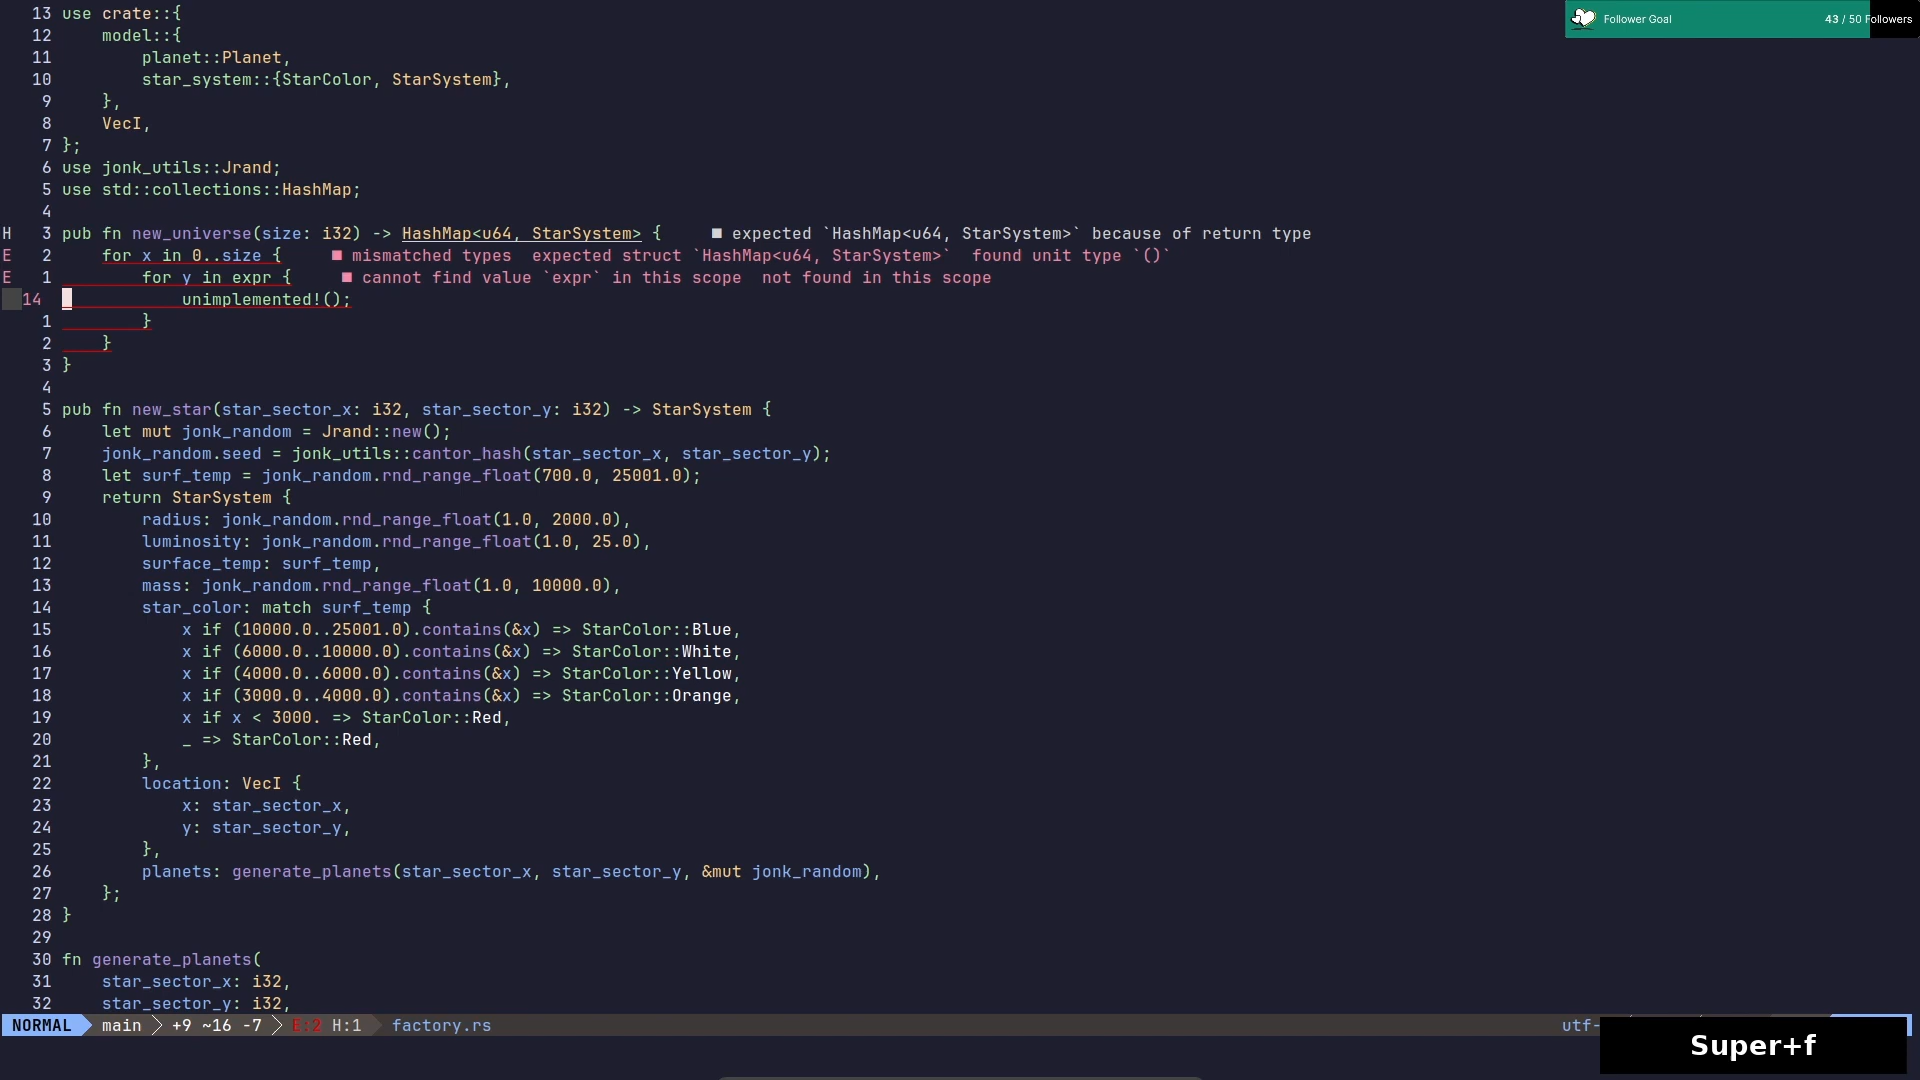 13 use crate::{
12     model::{
11         planet::Planet,
10         star_system::{StarColor, StarSystem},
9     },
8     VecI,
7 };
6 use jonk_utils::Jrand;
5 use std::collections::HashMap;
4
H 3 pub fn new_universe(size: i32) -> HashMap<u64, StarSystem> {     ■ expected `HashMap<u64, StarSystem>` because of return type
E 2     for x in 0..size {     ■ mismatched types  expected struct `HashMap<u64, StarSystem>`  found unit type `()`
E 1         for y in expr {     ■ cannot find value `expr` in this scope  not found in this scope
14             unimplemented!();
1         }
2     }
3 }
4
5 pub fn new_star(star_sector_x: i32, star_sector_y: i32) -> StarSystem {
6     let mut jonk_random = Jrand::new();
7     jonk_random.seed = jonk_utils::cantor_hash(star_sector_x, star_sector_y);
8     let surf_temp = jonk_random.rnd_range_float(700.0, 25001.0);
9     return StarSystem {
10         radius: jonk_random.rnd_range_float(1.0, 2000.0),
11         luminosity: jonk_random.rnd_range_float(1.0, 25.0),
12         surface_temp: surf_temp,
13         mass: jonk_random.rnd_range_float(1.0, 10000.0),
14         star_color: match surf_temp {
15             x if (10000.0..25001.0).contains(&x) => StarColor::Blue,
16             x if (6000.0..10000.0).contains(&x) => StarColor::White,
17             x if (4000.0..6000.0).contains(&x) => StarColor::Yellow,
18             x if (3000.0..4000.0).contains(&x) => StarColor::Orange,
19             x if x < 3000. => StarColor::Red,
20             _ => StarColor::Red,
21         },
22         location: VecI {
23             x: star_sector_x,
24             y: star_sector_y,
25         },
26         planets: generate_planets(star_sector_x, star_sector_y, &mut jonk_random),
27     };
28 }
29
30 fn generate_planets(
31     star_sector_x: i32,
32     star_sector_y: i32,
NORMAL main +9 ~16 -7 E:2 H:1 factory.rs utf-
Follower Goal 43 / 50 Followers
Super+f